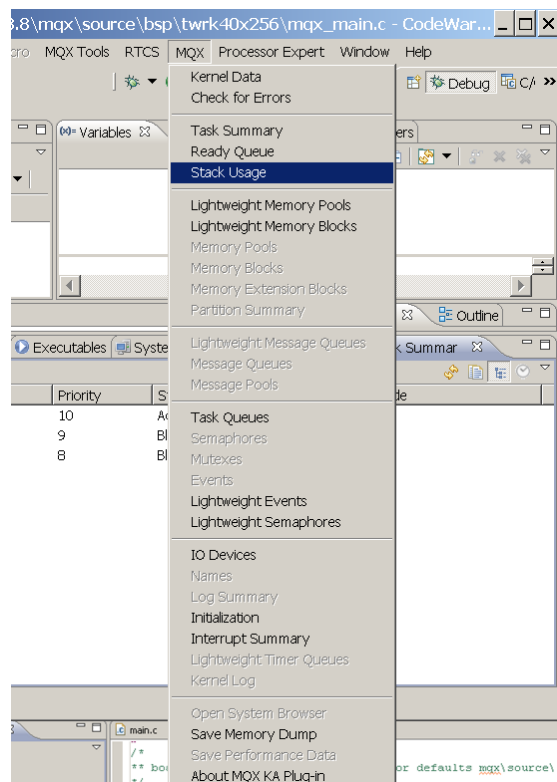 3.8\mqx\source\bsp\twrk40x256\mqx_main.c - CodeWar...
cro MQX Tools RTCS MQX Processor Expert Window Help
Debug C/
Kernel Data
Check for Errors
Variables
ers
Task Summary
Ready Queue
Stack Usage
Lightweight Memory Pools
Lightweight Memory Blocks
Memory Pools
Memory Blocks
Memory Extension Blocks
Partition Summary
Outline
Executables Syste
k Summar
Lightweight Message Queues
Message Queues
Message Pools
Priority S de
10 Ac
9 Bl
8 Bl
Task Queues
Semaphores
Mutexes
Events
Lightweight Events
Lightweight Semaphores
IO Devices
Names
Log Summary
Initialization
Interrupt Summary
Lightweight Timer Queues
Kernel Log
Open System Browser
Save Memory Dump
Save Performance Data
About MQX KA Plug-in
main.c
/*
** bo or defaults mqx\source\
*/